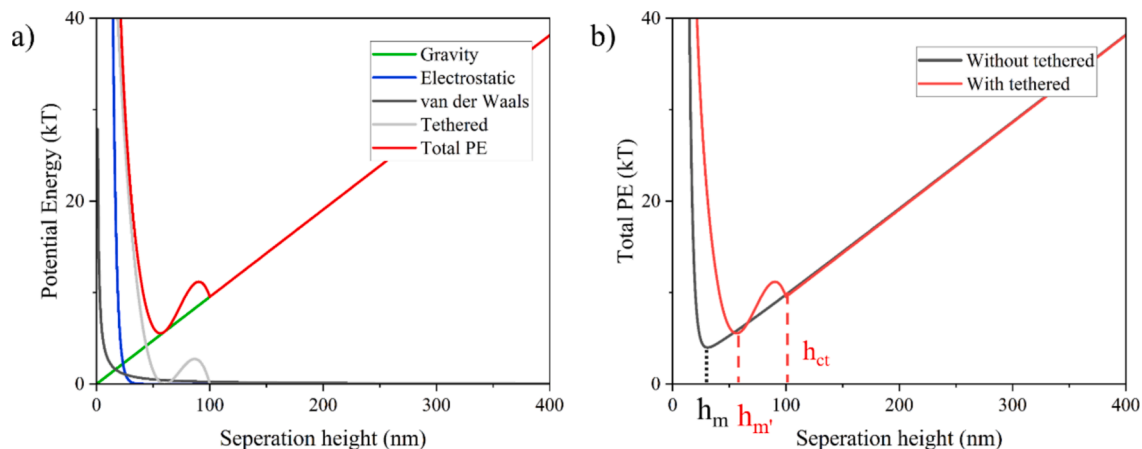 a)
Potential Energy (kT)
40
20
0
0
100
200
300
400
Seperation height (nm)
Gravity
Electrostatic
van der Waals
Tethered
Total PE
b)
Total PE (kT)
40
20
0
0
100
200
300
400
Seperation height (nm)
Without tethered
With tethered
hct
hm
hm'